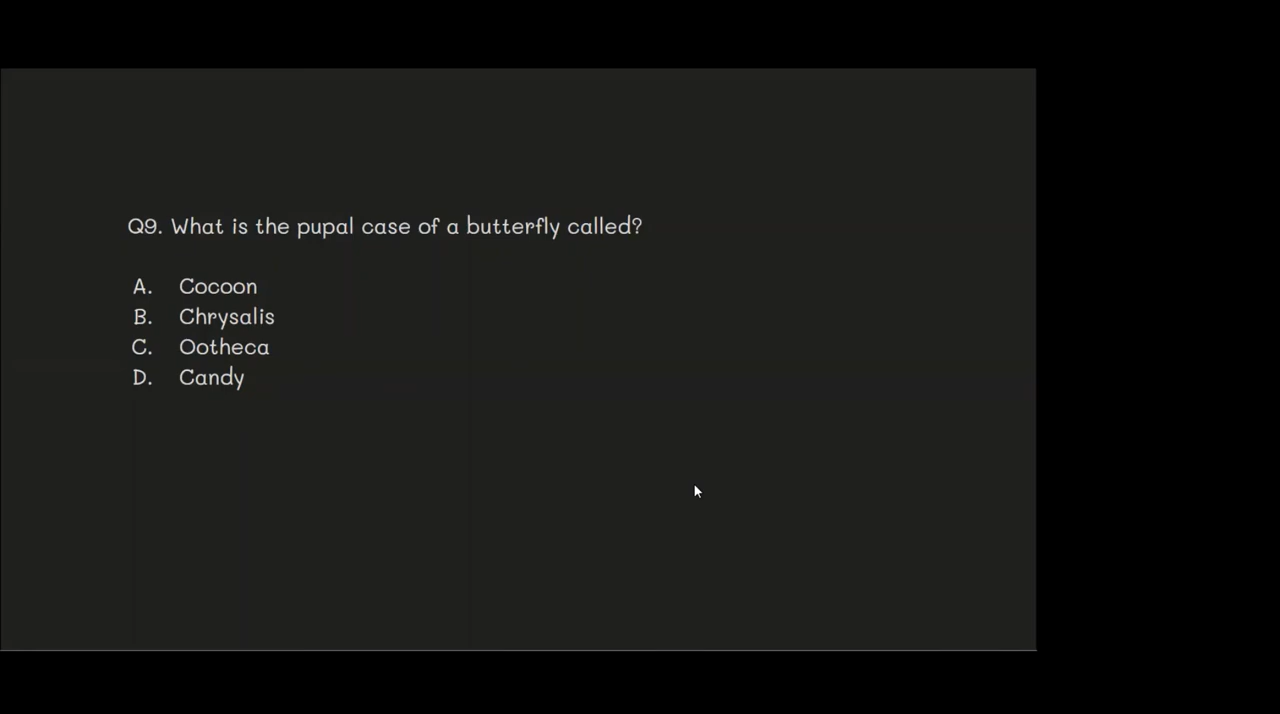 Q9. What is the pupal case of a butterfly called?
A. Cocoon
B. Chrysalis
C. Ootheca
D. Candy